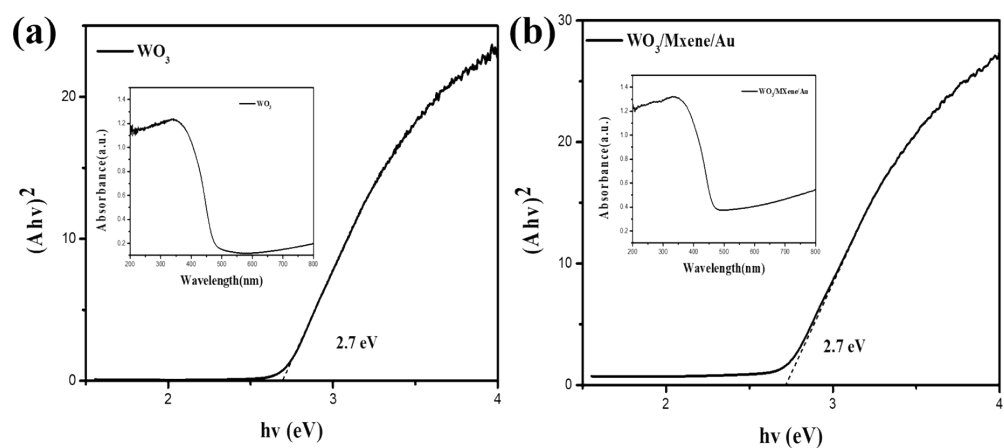 (a)
WO3
(A hν)2
20
10
0
2
3
4
hν (eV)
2.7 eV
WO3
Absorbance(a.u.)
1.4
1.2
1.0
0.8
0.6
0.4
0.2
200 300 400 500 600 700 800
Wavelength(nm)
(b)
WO3/Mxene/Au
(A hν)2
30
20
10
0
2
3
4
hν (eV)
2.7 eV
WO3/MXene/Au
Absorbance(a.u.)
1.4
1.2
1.0
0.8
0.6
0.4
0.2
200 300 400 500 600 700 800
Wavelength(nm)